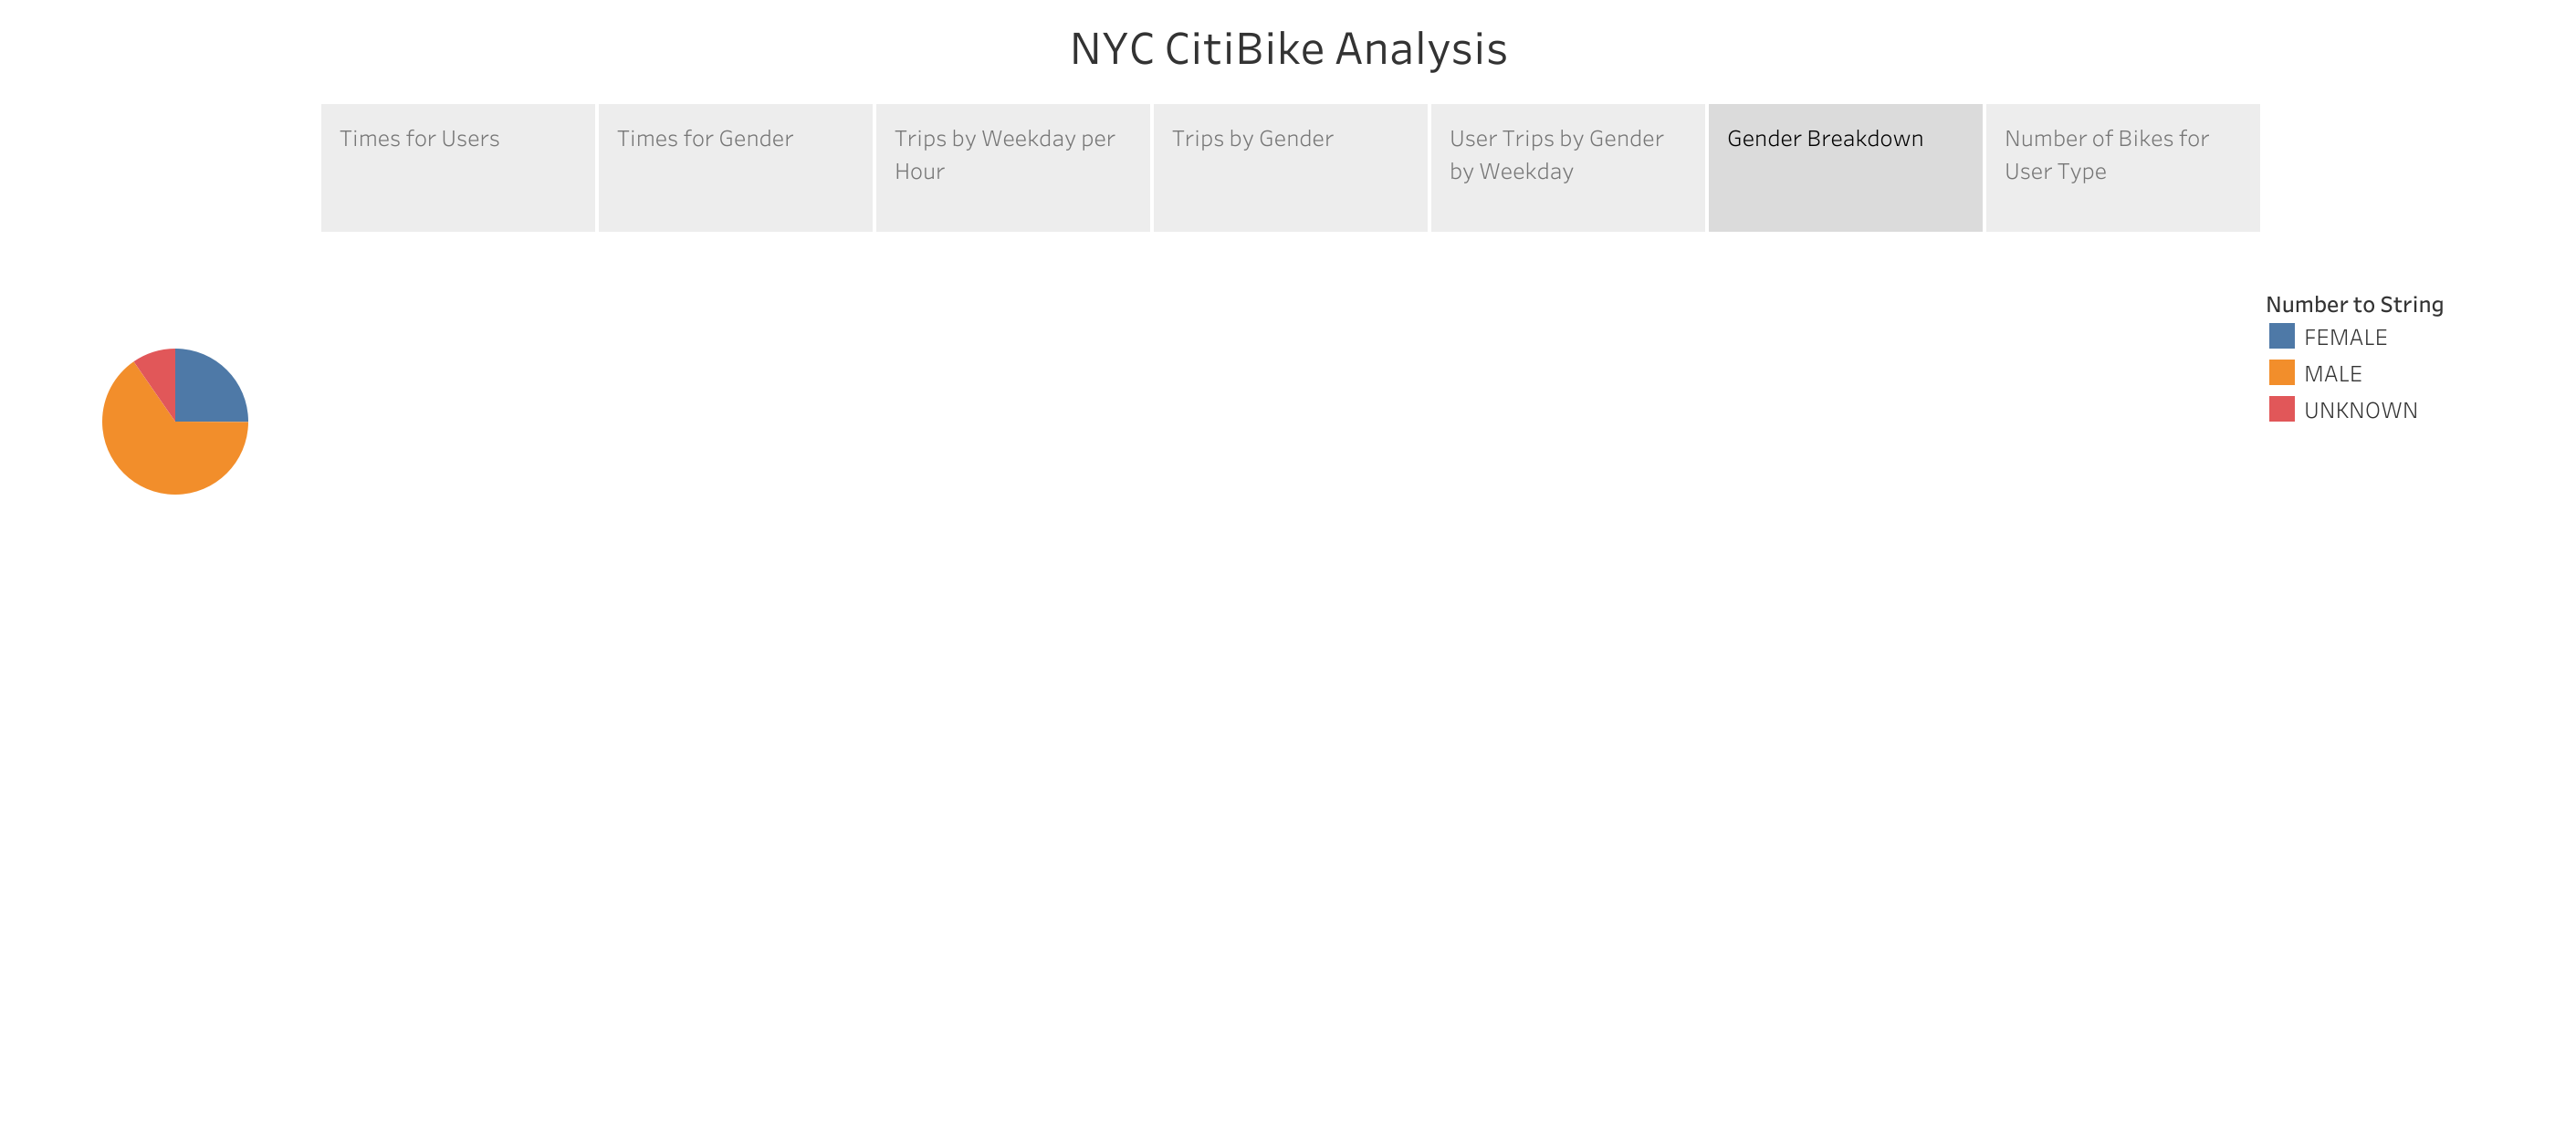 NYC CitiBike Analysis
Times for Users
Times for Gender
Trips by Weekday per
Hour
Trips by Gender
User Trips by Gender
by Weekday
Gender Breakdown
Number of Bikes for
User Type
Number to String
FEMALE
MALE
UNKNOWN